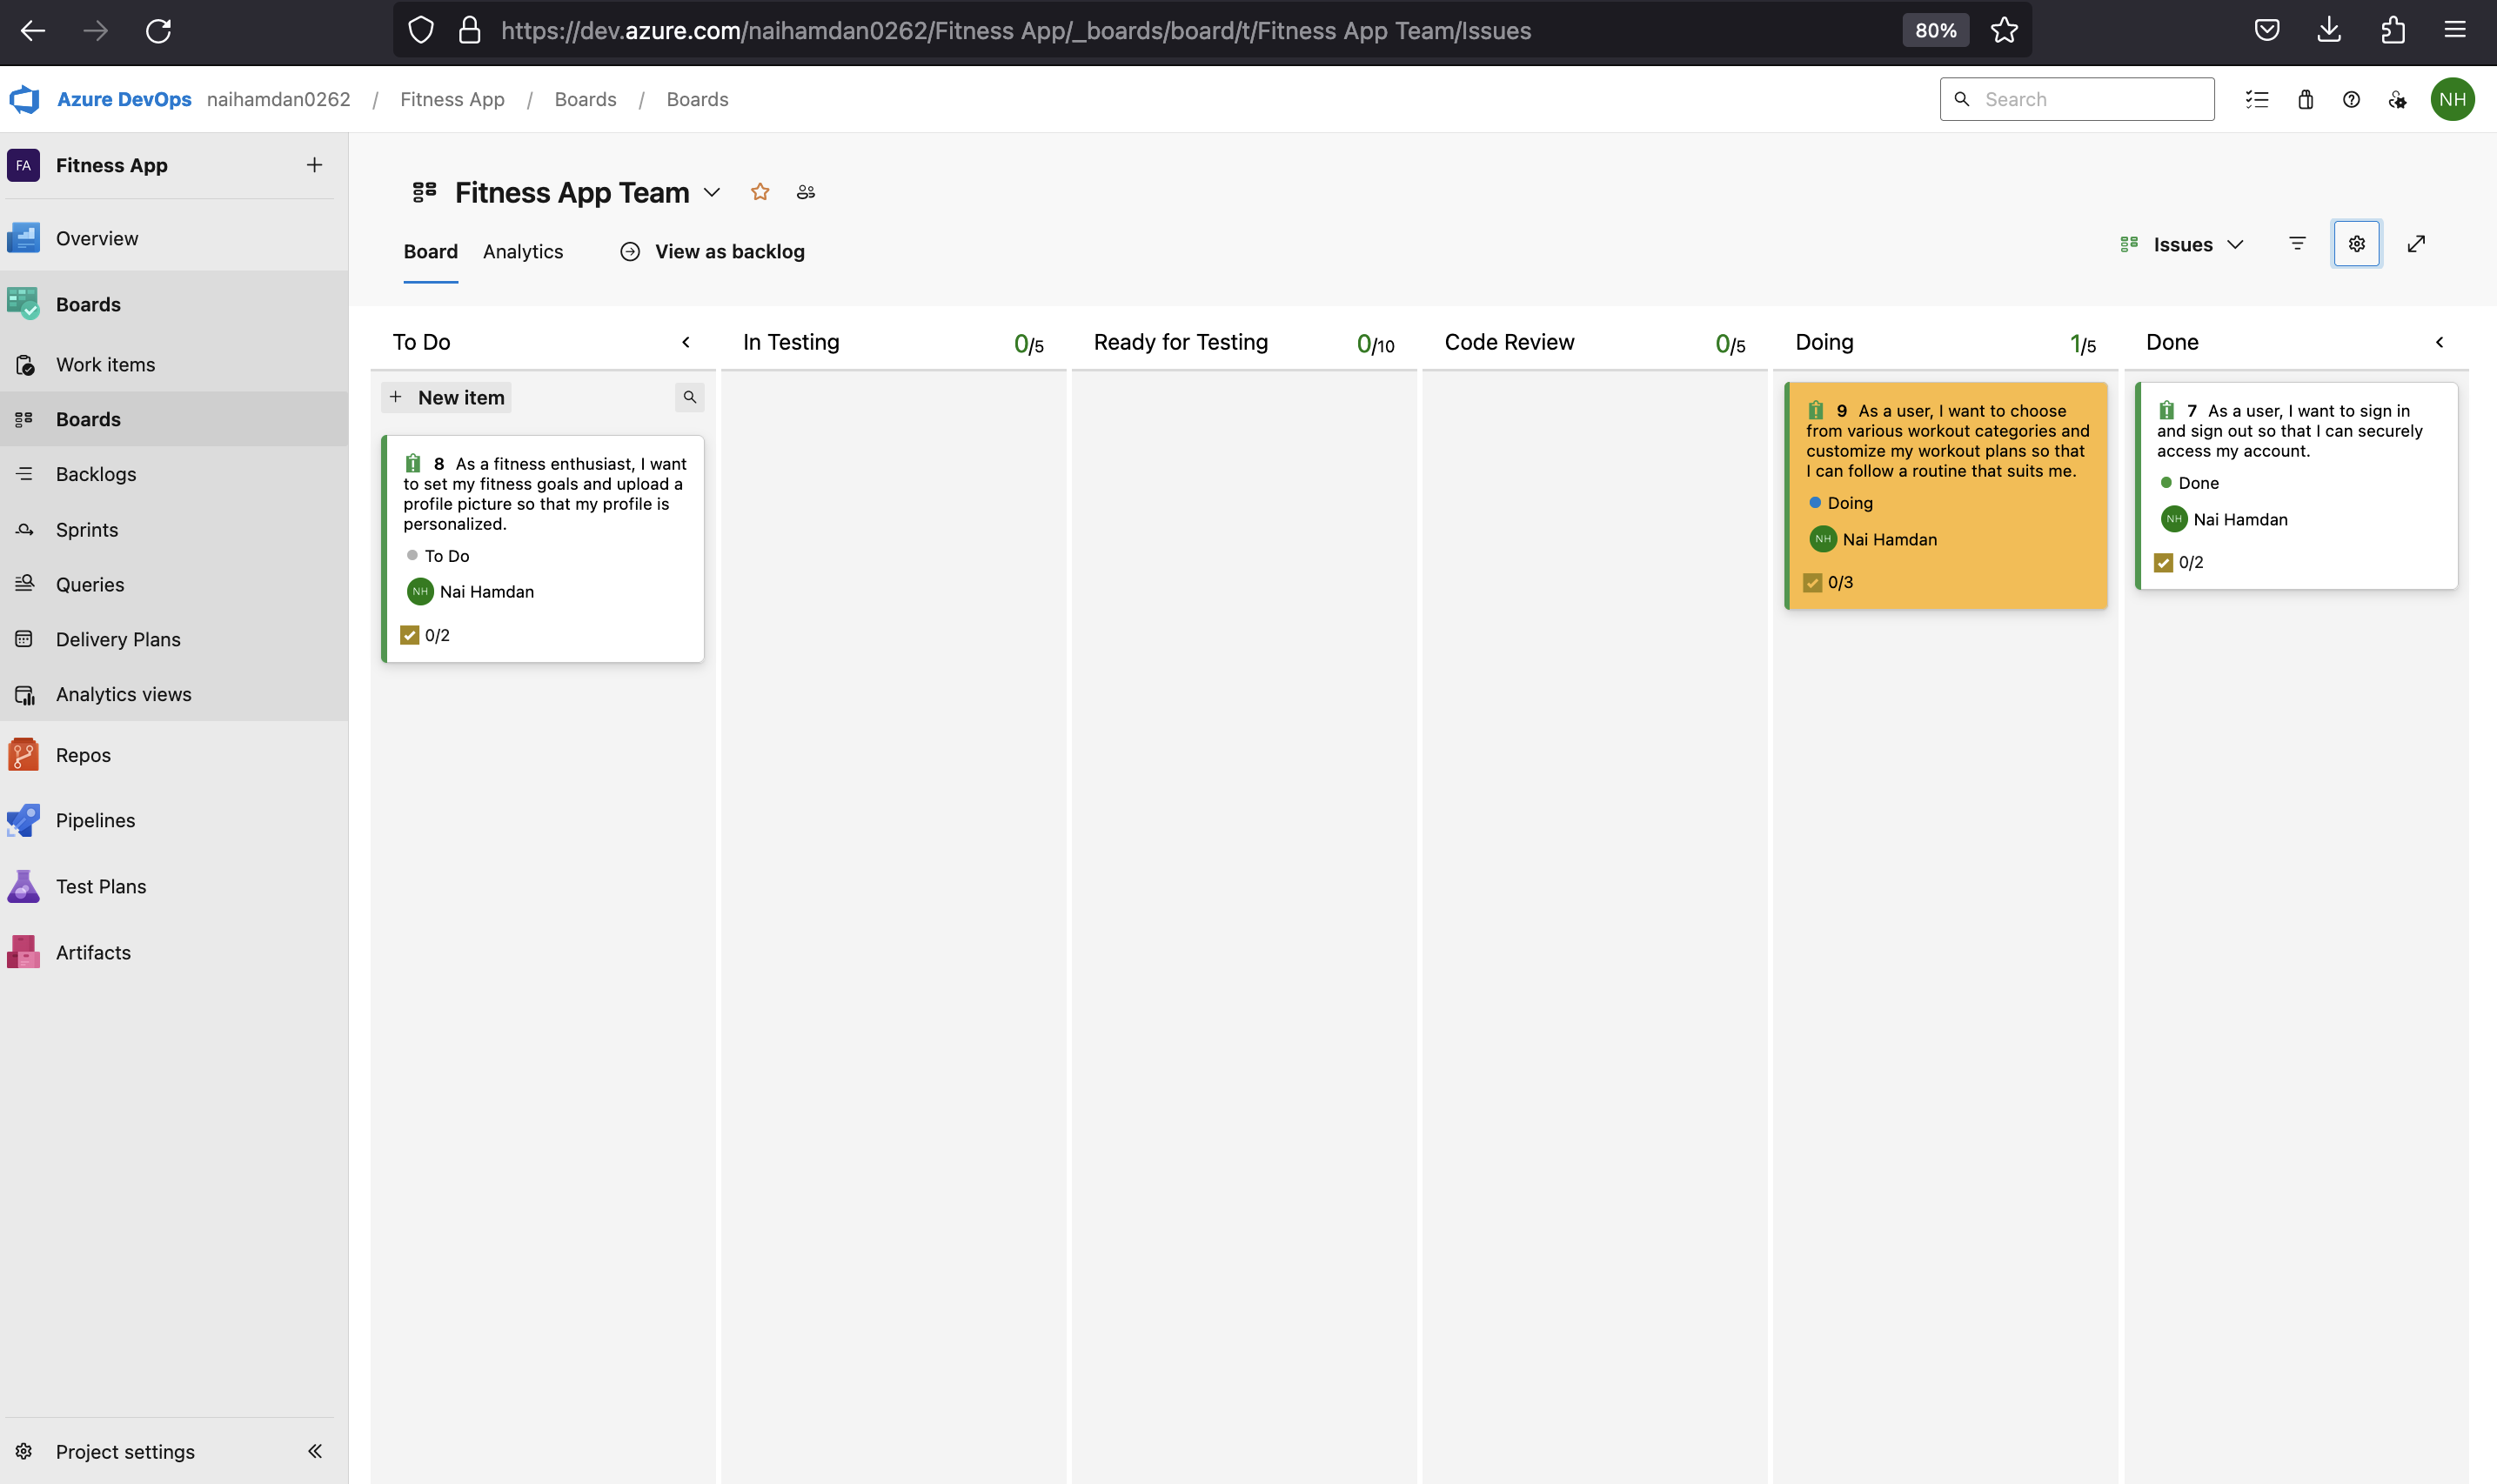 https://dev.azure.com/naihamdan0262/Fitness App/_boards/board/t/Fitness App Team/Issues
80%
Azure DevOps naihamdan0262 / Fitness App / Boards / Boards
Search
NH
FA Fitness App
Overview
Boards
Work items
Boards
Backlogs
Sprints
Queries
Delivery Plans
Analytics views
Repos
Pipelines
Test Plans
Artifacts
Project settings
Fitness App Team
Board Analytics View as backlog
Issues
To Do
New item
8 As a fitness enthusiast, I want
to set my fitness goals and upload a
profile picture so that my profile is
personalized.
To Do
NH Nai Hamdan
0/2
In Testing 0/5
Ready for Testing 0/10
Code Review 0/5
Doing 1/5
9 As a user, I want to choose
from various workout categories and
customize my workout plans so that
I can follow a routine that suits me.
Doing
NH Nai Hamdan
0/3
Done
7 As a user, I want to sign in
and sign out so that I can securely
access my account.
Done
NH Nai Hamdan
0/2